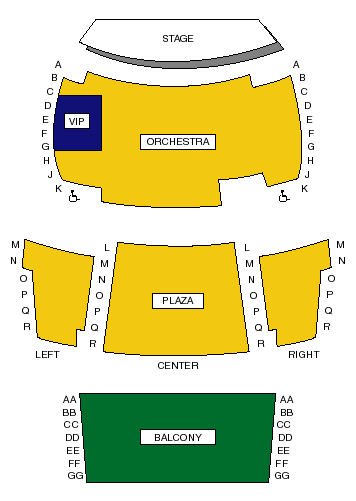 STAGE
A A
B B
C C
D D
E VIP E
F F
ORCHESTRA
G G
H H
J J
K K
M L L M
N M M N
O N N O
P O PLAZA O P
Q P P Q
R Q Q R
R R
LEFT CENTER RIGHT
AA AA
BB BB
CC CC
DD BALCONY DD
EE EE
FF FF
GG GG